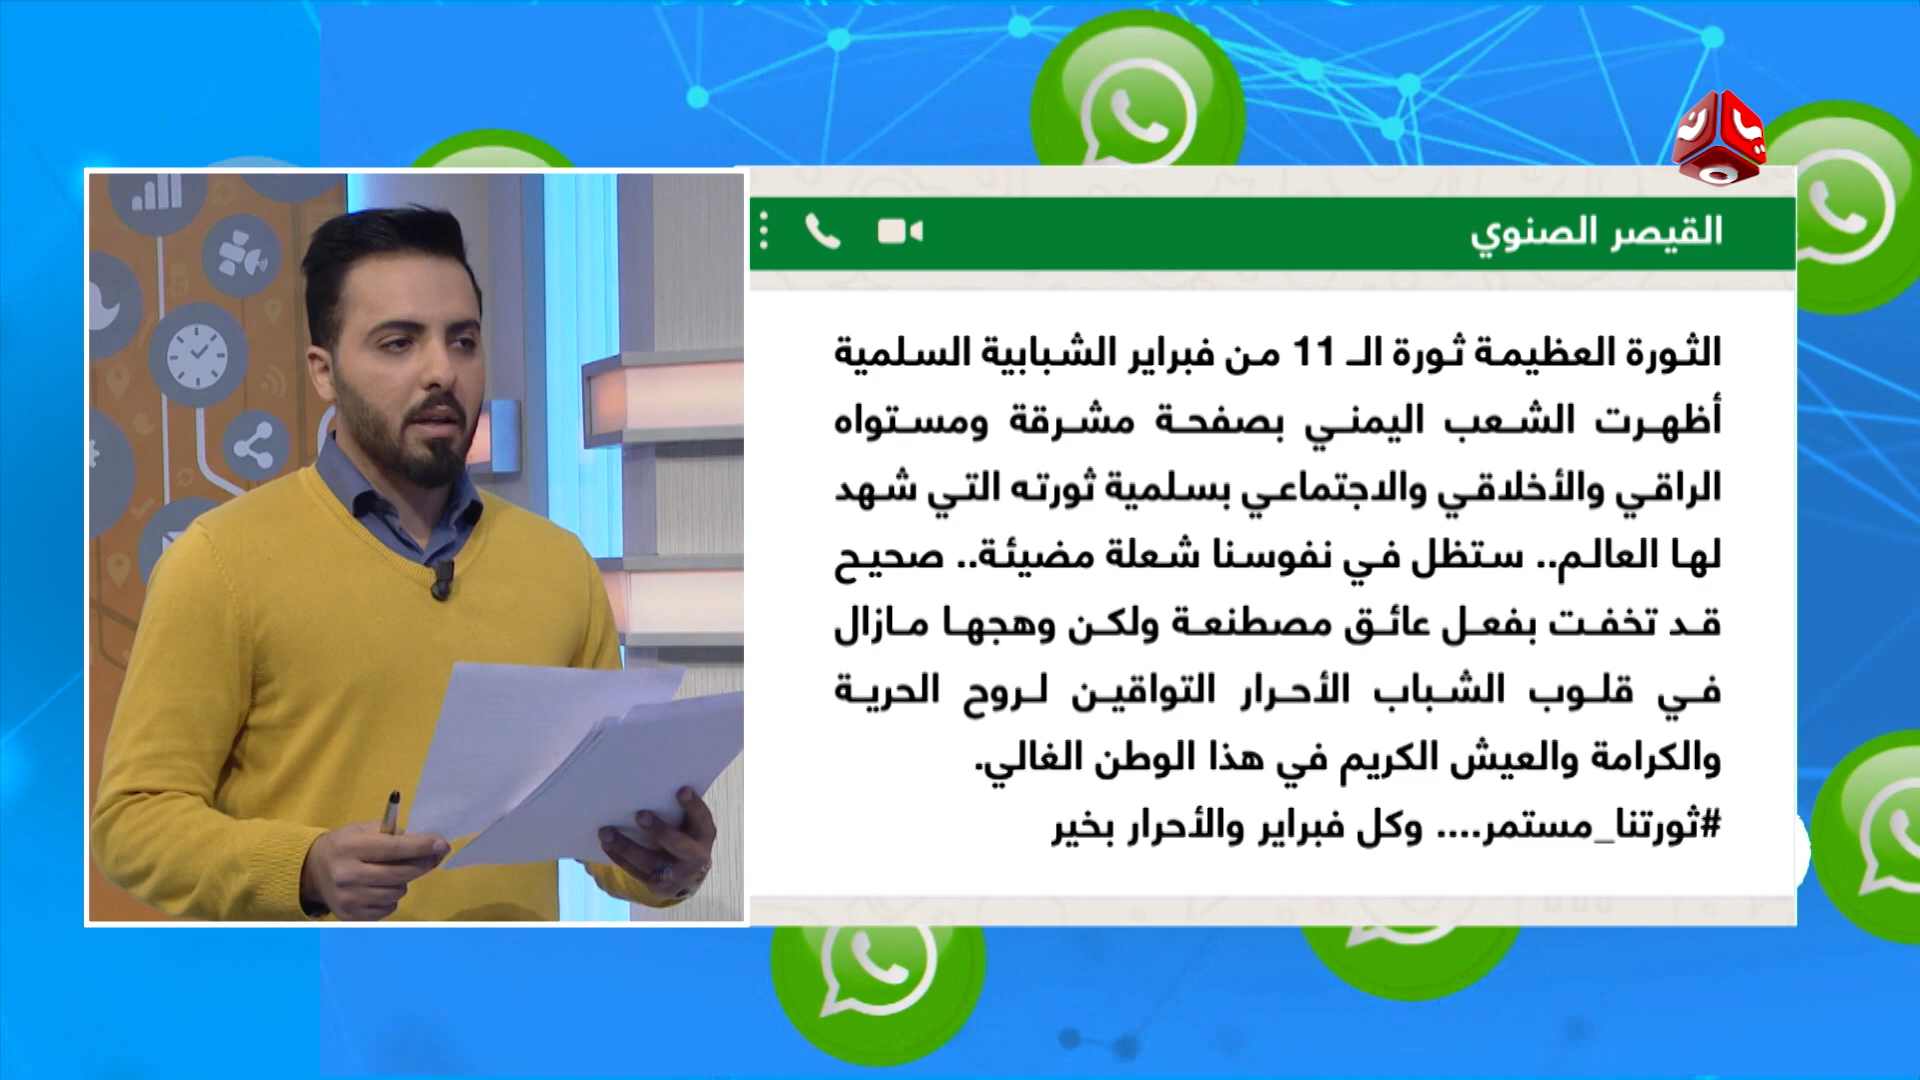 القيصر الصنوي
الثورة العظيمة ثورة الـ 11 من فبراير الشبابية السلمية
أظهرت الشعب اليمني بصفحة مشرقة ومستواه
الراقي والأخلاقي والاجتماعي بسلمية ثورته التي شهد
لها العالم.. ستظل في نفوسنا شعلة مضيئة.. صحيح
قد تخفت بفعل عائق مصطنعة ولكن وهجها مازال
في قلوب الشباب الأحرار التواقين لروح الحرية
والكرامة والعيش الكريم في هذا الوطن الغالي.
#ثورتنا_مستمر.... وكل فبراير والأحرار بخير